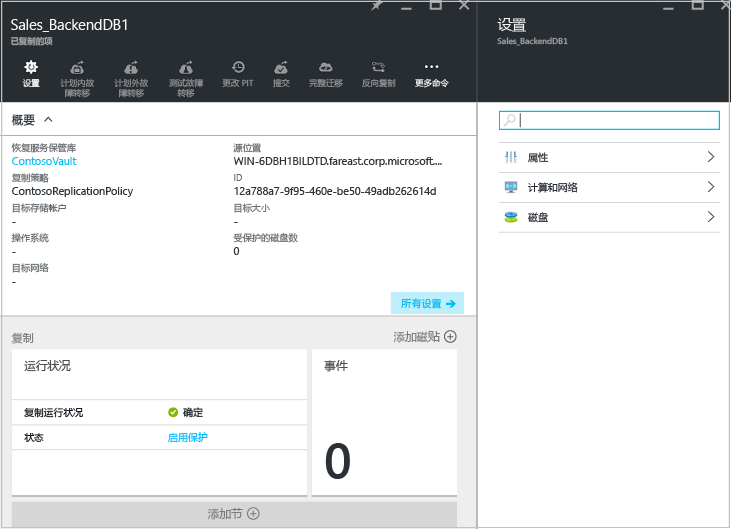 Sales_BackendDB1
已复制的项
设置
计划内故障转移
计划外故障转移
测试故障转移
更改 PIT
提交
完整迁移
反向复制
更多命令
概要
恢复服务保管库
ContosoVault
源位置
WIN-6DBH1BILDTD.fareast.corp.microsoft....
复制策略
ContosoReplicationPolicy
ID
12a788a7-9f95-460e-be50-49adb262614d
目标存储帐户
-
目标大小
-
操作系统
-
受保护的磁盘数
0
目标网络
-
所有设置
复制
添加磁贴
运行状况
复制运行状况
确定
状态
启用保护
事件
0
添加节
设置
Sales_BackendDB1
属性
计算和网络
磁盘